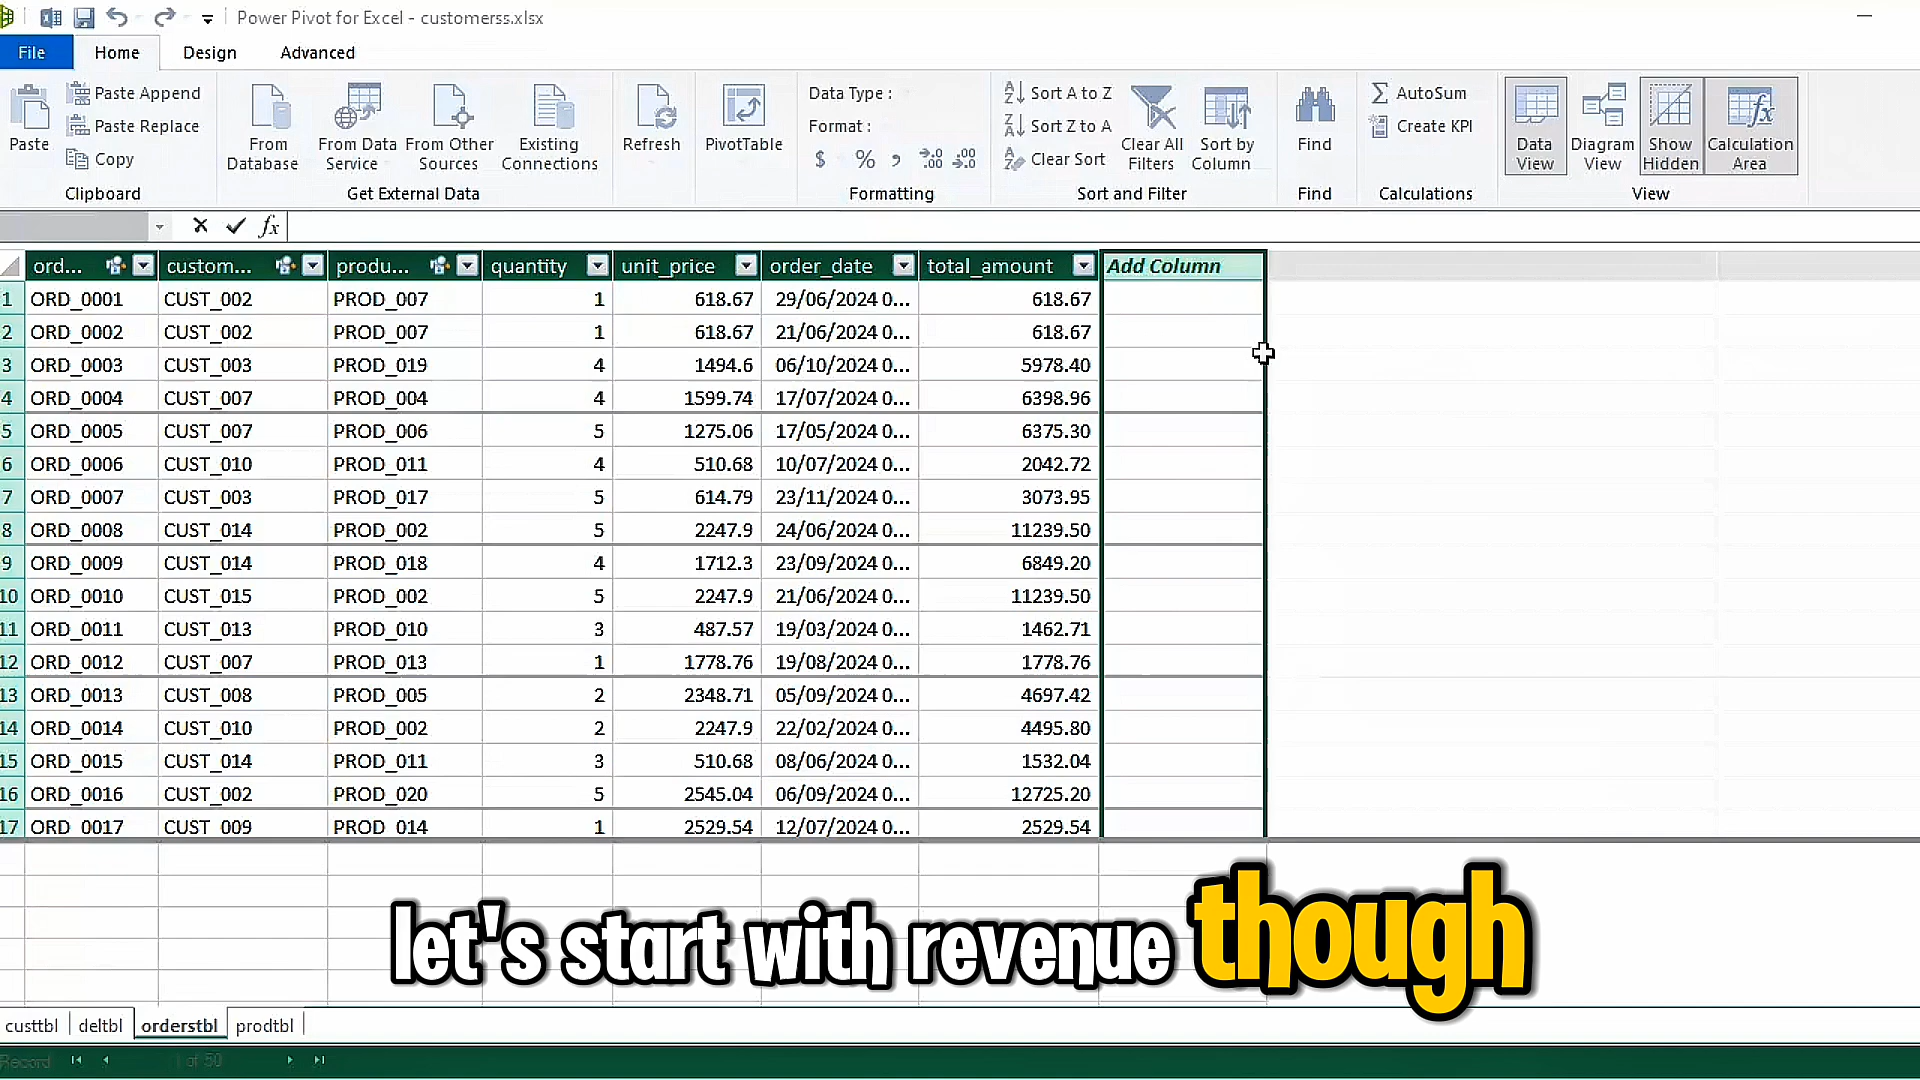 Power Pivot for Excel - customerss.xlsx
File Home Design Advanced
Paste
Paste Append
Paste Replace
Copy
Clipboard
From Database
From Data Service
From Other Sources
Existing Connections
Get External Data
Refresh
PivotTable
Data Type :
Format :
$ % , .00 .00
Formatting
Sort A to Z
Sort Z to A
Clear Sort
Clear All Filters
Sort by Column
Sort and Filter
Find
Find
AutoSum
Create KPI
Calculations
Data View
Diagram View
Show Hidden
Calculation Area
View
fx
ord... custom... produ... quantity unit_price order_date total_amount Add Column
1 ORD_0001 CUST_002 PROD_007 1 618.67 29/06/2024 0... 618.67
2 ORD_0002 CUST_002 PROD_007 1 618.67 21/06/2024 0... 618.67
3 ORD_0003 CUST_003 PROD_019 4 1494.6 06/10/2024 0... 5978.40
4 ORD_0004 CUST_007 PROD_004 4 1599.74 17/07/2024 0... 6398.96
5 ORD_0005 CUST_007 PROD_006 5 1275.06 17/05/2024 0... 6375.30
6 ORD_0006 CUST_010 PROD_011 4 510.68 10/07/2024 0... 2042.72
7 ORD_0007 CUST_003 PROD_017 5 614.79 23/11/2024 0... 3073.95
8 ORD_0008 CUST_014 PROD_002 5 2247.9 24/06/2024 0... 11239.50
9 ORD_0009 CUST_014 PROD_018 4 1712.3 23/09/2024 0... 6849.20
10 ORD_0010 CUST_015 PROD_002 5 2247.9 21/06/2024 0... 11239.50
11 ORD_0011 CUST_013 PROD_010 3 487.57 19/03/2024 0... 1462.71
12 ORD_0012 CUST_007 PROD_013 1 1778.76 19/08/2024 0... 1778.76
13 ORD_0013 CUST_008 PROD_005 2 2348.71 05/09/2024 0... 4697.42
14 ORD_0014 CUST_010 PROD_002 2 2247.9 22/02/2024 0... 4495.80
15 ORD_0015 CUST_014 PROD_011 3 510.68 08/06/2024 0... 1532.04
16 ORD_0016 CUST_002 PROD_020 5 2545.04 06/09/2024 0... 12725.20
17 ORD_0017 CUST_009 PROD_014 1 2529.54 12/07/2024 0... 2529.54
let's start with revenue though
custtbl deltbl orderstbl prodtbl
Record 1 of 50